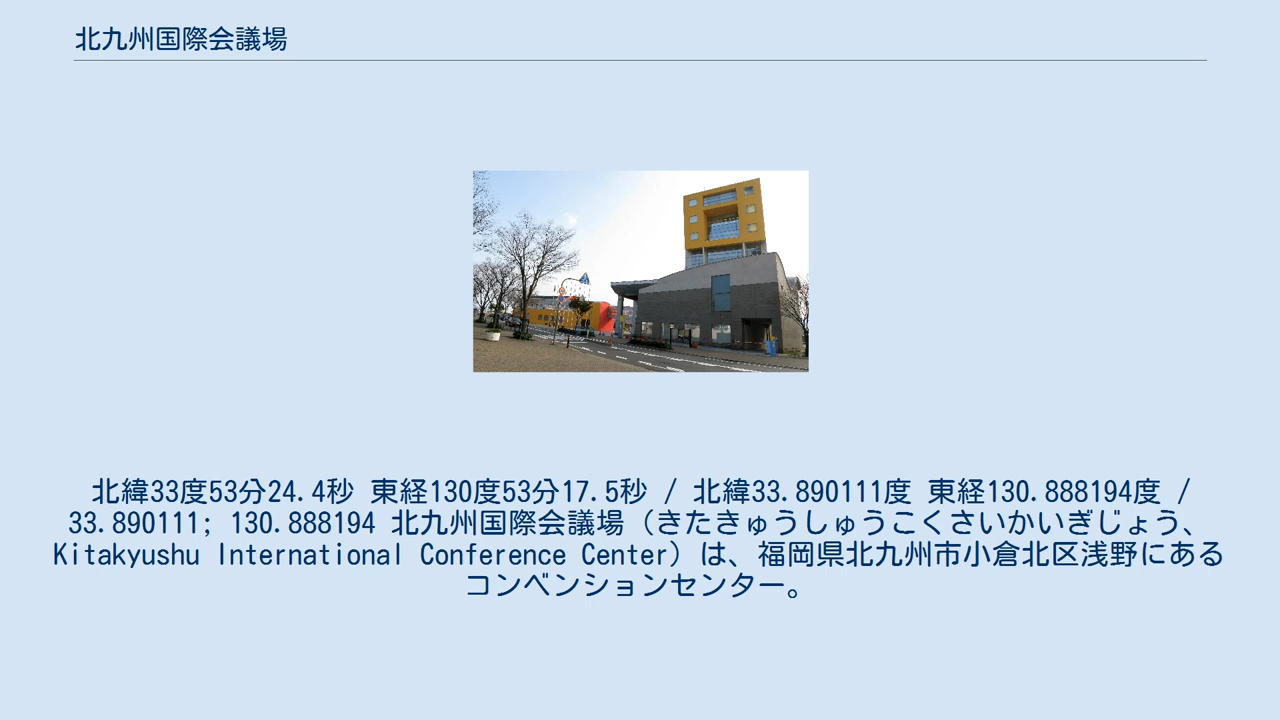 北九州国際会議場
北緯33度53分24.4秒 東経130度53分17.5秒 / 北緯33.890111度 東経130.888194度 /
33.890111; 130.888194 北九州国際会議場（きたきゅうしゅうこくさいかいぎじょう、
Kitakyushu International Conference Center）は、福岡県北九州市小倉北区浅野にある
コンベンションセンター。